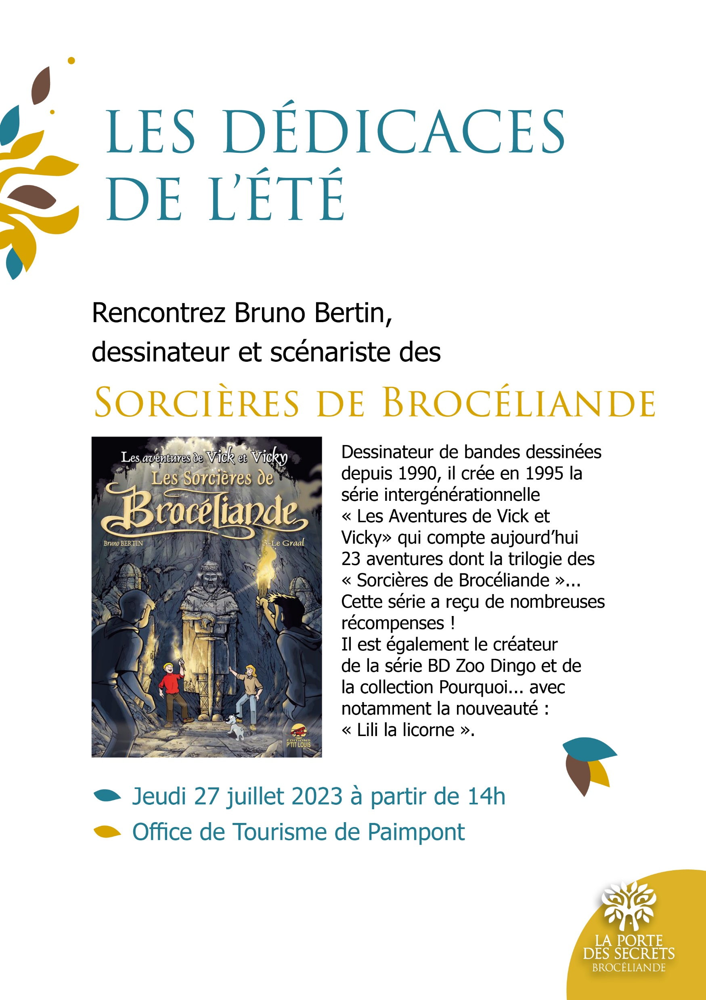 LES DÉDICACES
DE L’ÉTÉ
Rencontrez Bruno Bertin,
dessinateur et scénariste des
SORCIÈRES DE BROCÉLIANDE
Les aventures de Vick et Vicky
Les Sorcières de
Brocéliande
Bruno BERTIN
3-Le Graal
EDITIONS
P'TIT LOUIS
Dessinateur de bandes dessinées
depuis 1990, il crée en 1995 la
série intergénérationnelle
« Les Aventures de Vick et
Vicky» qui compte aujourd’hui
23 aventures dont la trilogie des
« Sorcières de Brocéliande »...
Cette série a reçu de nombreuses
récompenses !
Il est également le créateur
de la série BD Zoo Dingo et de
la collection Pourquoi... avec
notamment la nouveauté :
« Lili la licorne ».
Jeudi 27 juillet 2023 à partir de 14h
Office de Tourisme de Paimpont
LA PORTE
DES SECRETS
BROCÉLIANDE